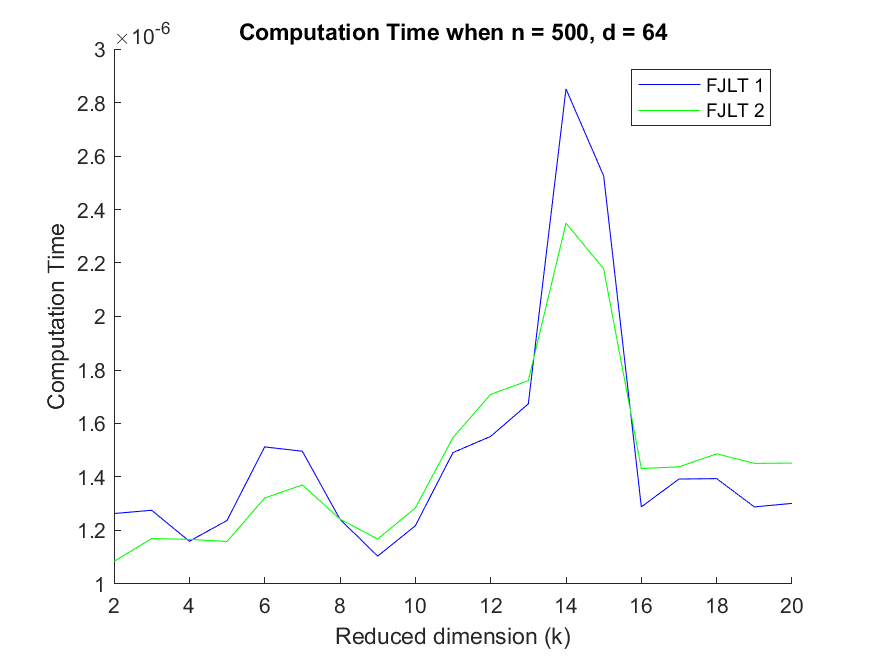 Computation Time when n = 500, d = 64
×10⁻⁶
3
2.8
2.6
2.4
2.2
2
1.8
1.6
1.4
1.2
1
Computation Time
FJLT 1
FJLT 2
2 4 6 8 10 12 14 16 18 20
Reduced dimension (k)